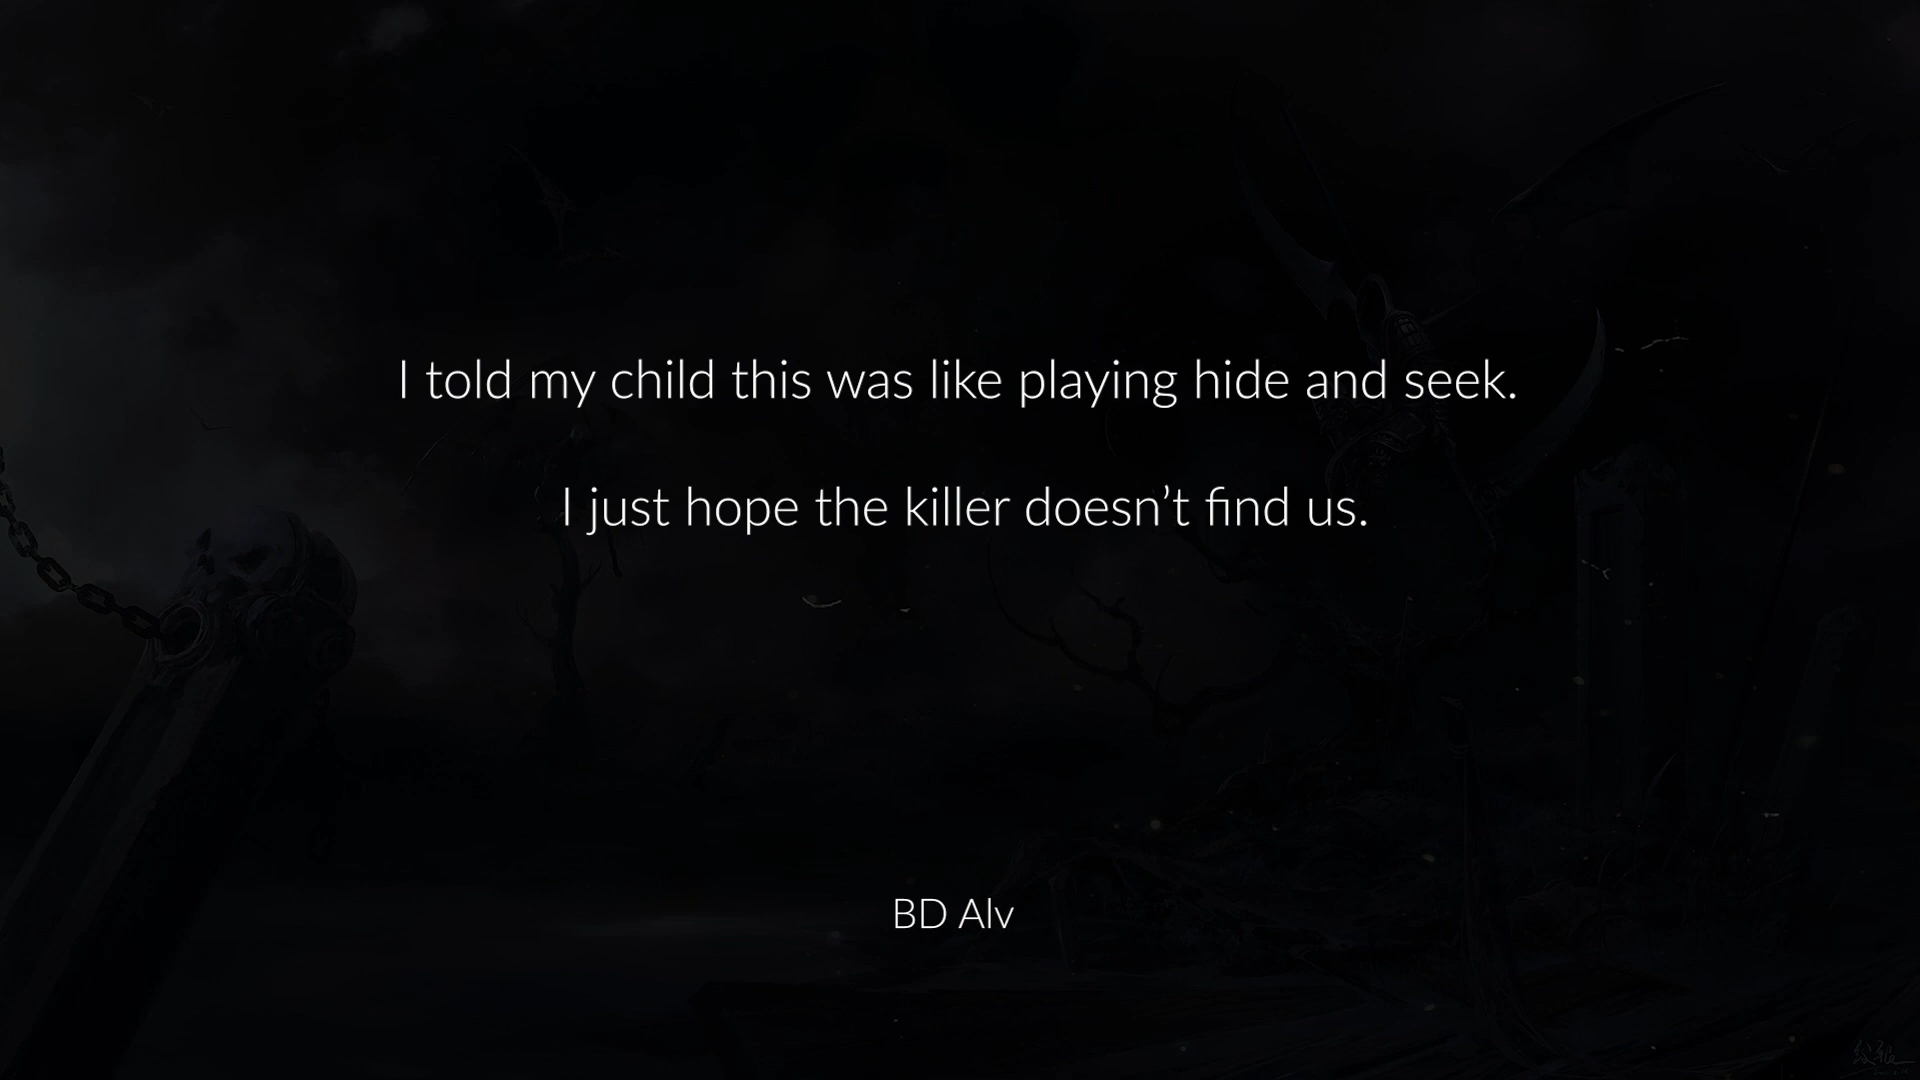 I told my child this was like playing hide and seek.
I just hope the killer doesn’t find us.
BD Alv